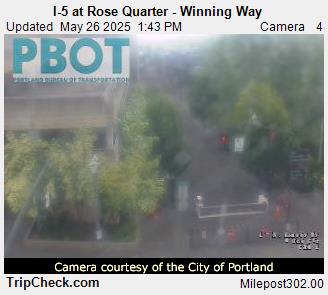 I-5 at Rose Quarter - Winning Way
Updated May 26 2025 1:43 PM Camera 4
PBOT
PORTLAND BUREAU OF TRANSPORTATION
Camera courtesy of the City of Portland
TripCheck.com Milepost302.00